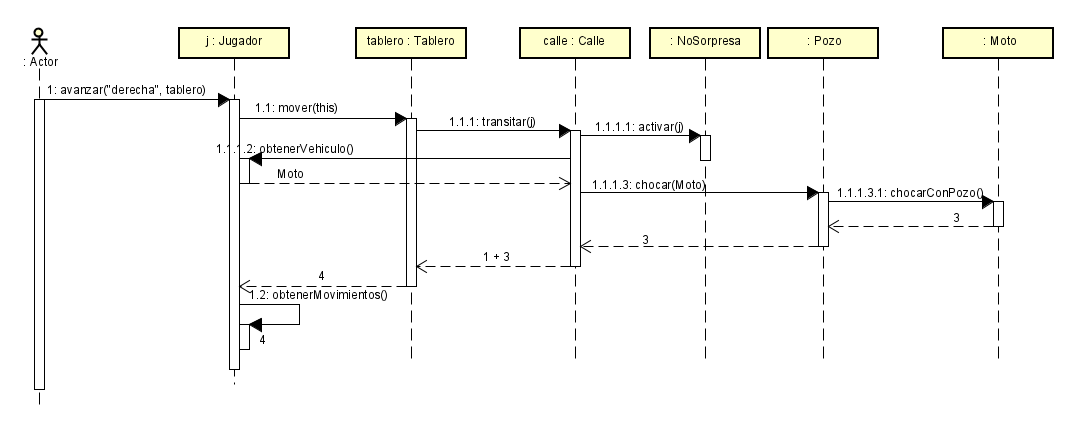 j : Jugador
tablero : Tablero
calle : Calle
: NoSorpresa
: Pozo
: Moto
: Actor
1: avanzar("derecha", tablero)
1.1: mover(this)
1.1.1: transitar(j)
1.1.1.1: activar(j)
1.1.1.2: obtenerVehiculo()
Moto
1.1.1.3: chocar(Moto)
1.1.1.3.1: chocarConPozo()
3
3
1 + 3
4
1.2: obtenerMovimientos()
4